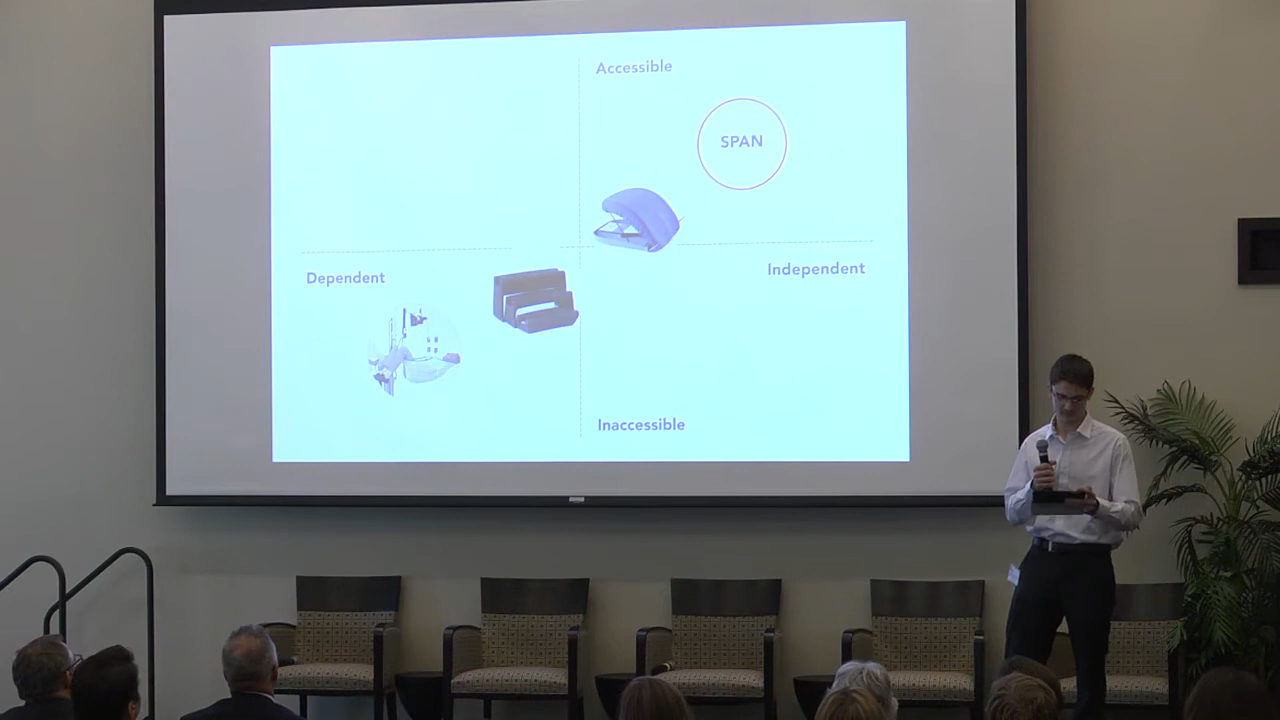 Accessible
SPAN
Dependent
Independent
Inaccessible